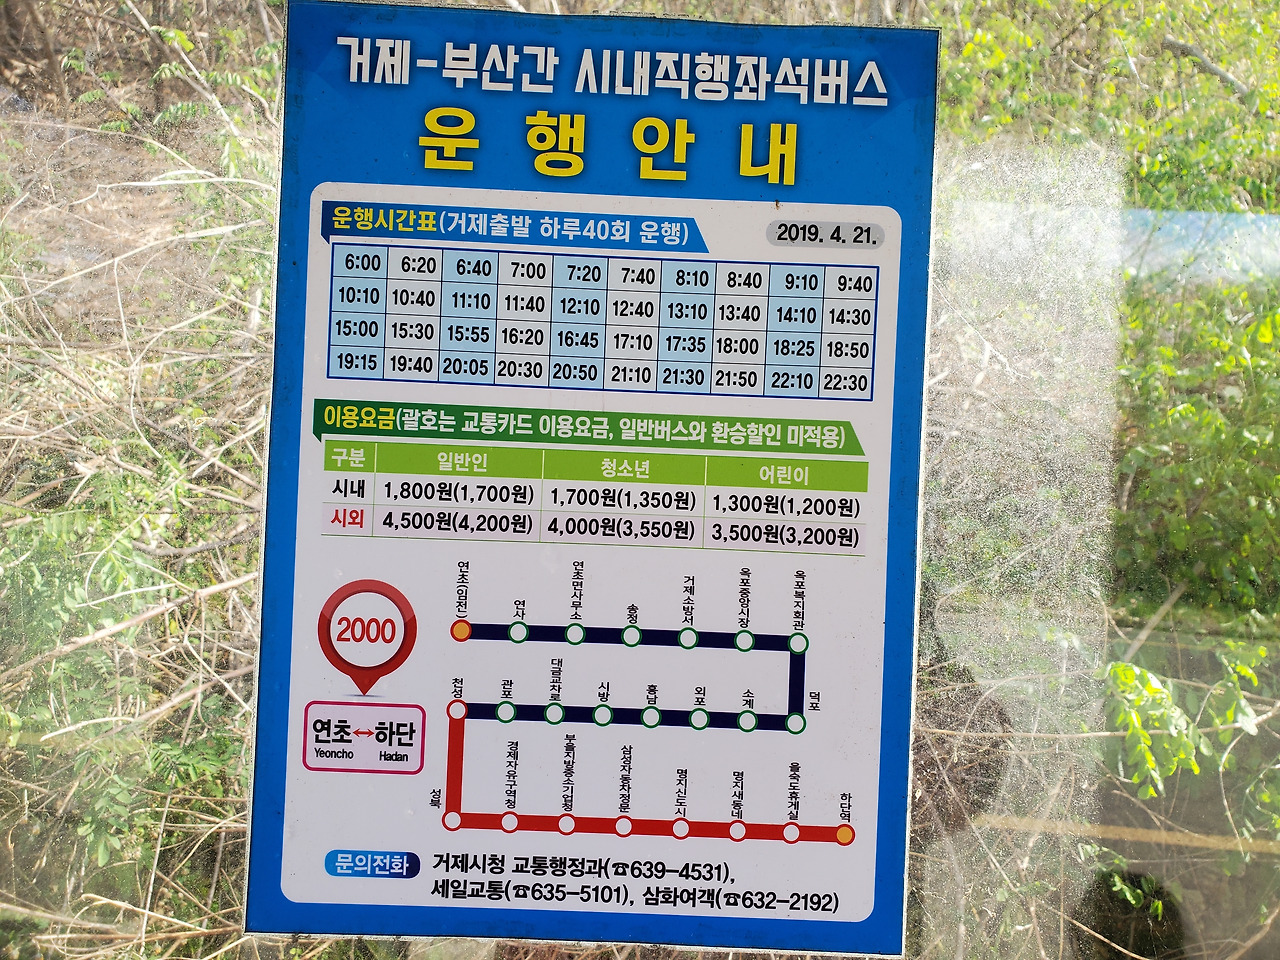 거제-부산간 시내직행좌석버스
운행안내
운행시간표(거제출발 하루40회 운행)
2019. 4. 21.
6:00 6:20 6:40 7:00 7:20 7:40 8:10 8:40 9:10 9:40
10:10 10:40 11:10 11:40 12:10 12:40 13:10 13:40 14:10 14:30
15:00 15:30 15:55 16:20 16:45 17:10 17:35 18:00 18:25 18:50
19:15 19:40 20:05 20:30 20:50 21:10 21:30 21:50 22:10 22:30
이용요금(괄호는 교통카드 이용요금, 일반버스와 환승할인 미적용)
구분 일반인 청소년 어린이
시내 1,800원(1,700원) 1,700원(1,350원) 1,300원(1,200원)
시외 4,500원(4,200원) 4,000원(3,550원) 3,500원(3,200원)
2000
연초↔하단
Yeoncho Hadan
연초(임전) 연사 연초면사무소 송정 거제소방서 옥포중앙시장 옥포복지회관
천성 관포 대금교차로 시방 흥남 외포 소계 덕포
성북 경제자유구역청 부울지방중소기업청 삼성자동차정문 명지신도시 명지새동네 을숙도휴게실 하단역
문의전화 거제시청 교통행정과(☎639-4531),
세일교통(☎635-5101), 삼화여객(☎632-2192)